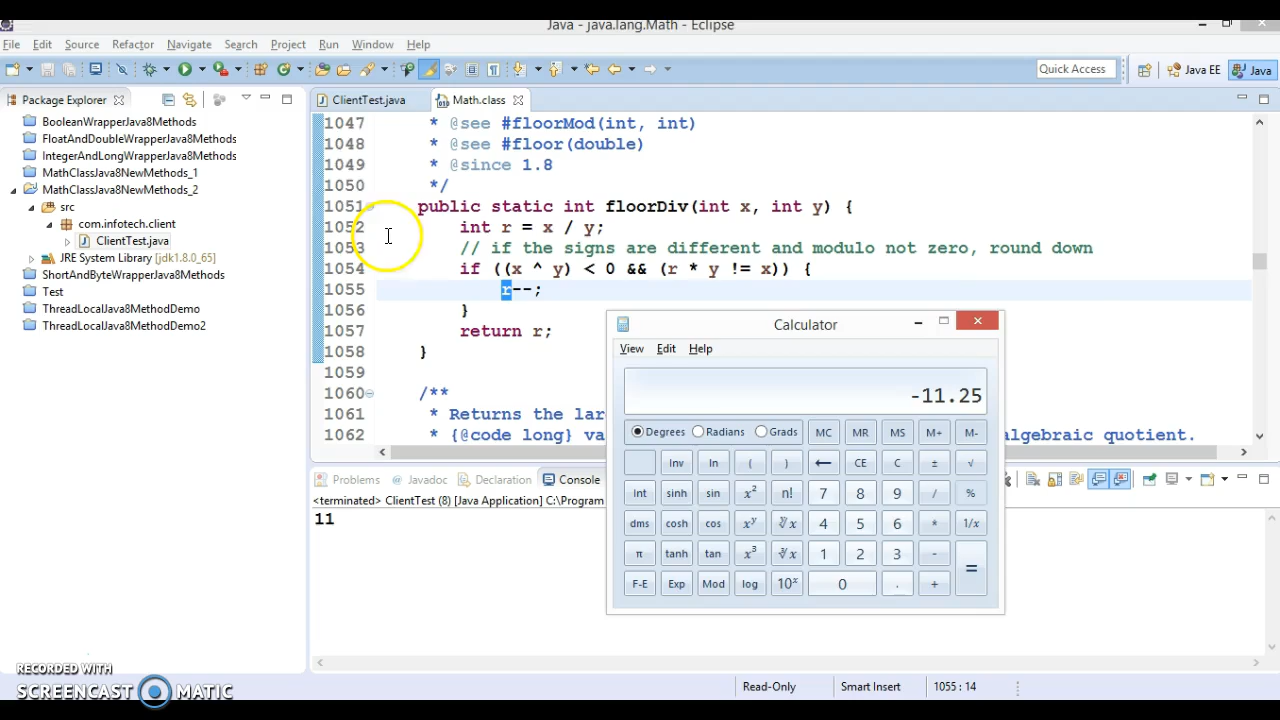 Java - java.lang.Math - Eclipse
File Edit Source Refactor Navigate Search Project Run Window Help
Quick Access Java EE Java
Package Explorer
BooleanWrapperJava8Methods
FloatAndDoubleWrapperJava8Methods
IntegerAndLongWrapperJava8Methods
MathClassJava8NewMethods_1
MathClassJava8NewMethods_2
src
com.infotech.client
ClientTest.java
JRE System Library [jdk1.8.0_65]
ShortAndByteWrapperJava8Methods
Test
ThreadLocalJava8MethodDemo
ThreadLocalJava8MethodDemo2
ClientTest.java Math.class
1047 * @see #floorMod(int, int)
1048 * @see #floor(double)
1049 * @since 1.8
1050 */
1051 public static int floorDiv(int x, int y) {
1052 int r = x / y;
1053 // if the signs are different and modulo not zero, round down
1054 if ((x ^ y) < 0 && (r * y != x)) {
1055 r--;
1056 }
1057 return r;
1058 }
1059
1060 /**
1061 * Returns the lar
1062 * {@code long} va algebraic quotient.
Calculator
View Edit Help
-11.25
Degrees Radians Grads MC MR MS M+ M-
Inv ln ( ) ← CE C ± √
Int sinh sin x² n! 7 8 9 / %
dms cosh cos xʸ ʸ√x 4 5 6 * 1/x
π tanh tan x³ ³√x 1 2 3 - =
F-E Exp Mod log 10ˣ 0 . +
Problems Javadoc Declaration Console
<terminated> ClientTest (8) [Java Application] C:\Program
11
Read-Only Smart Insert 1055 : 14
RECORDED WITH
SCREENCAST MATIC